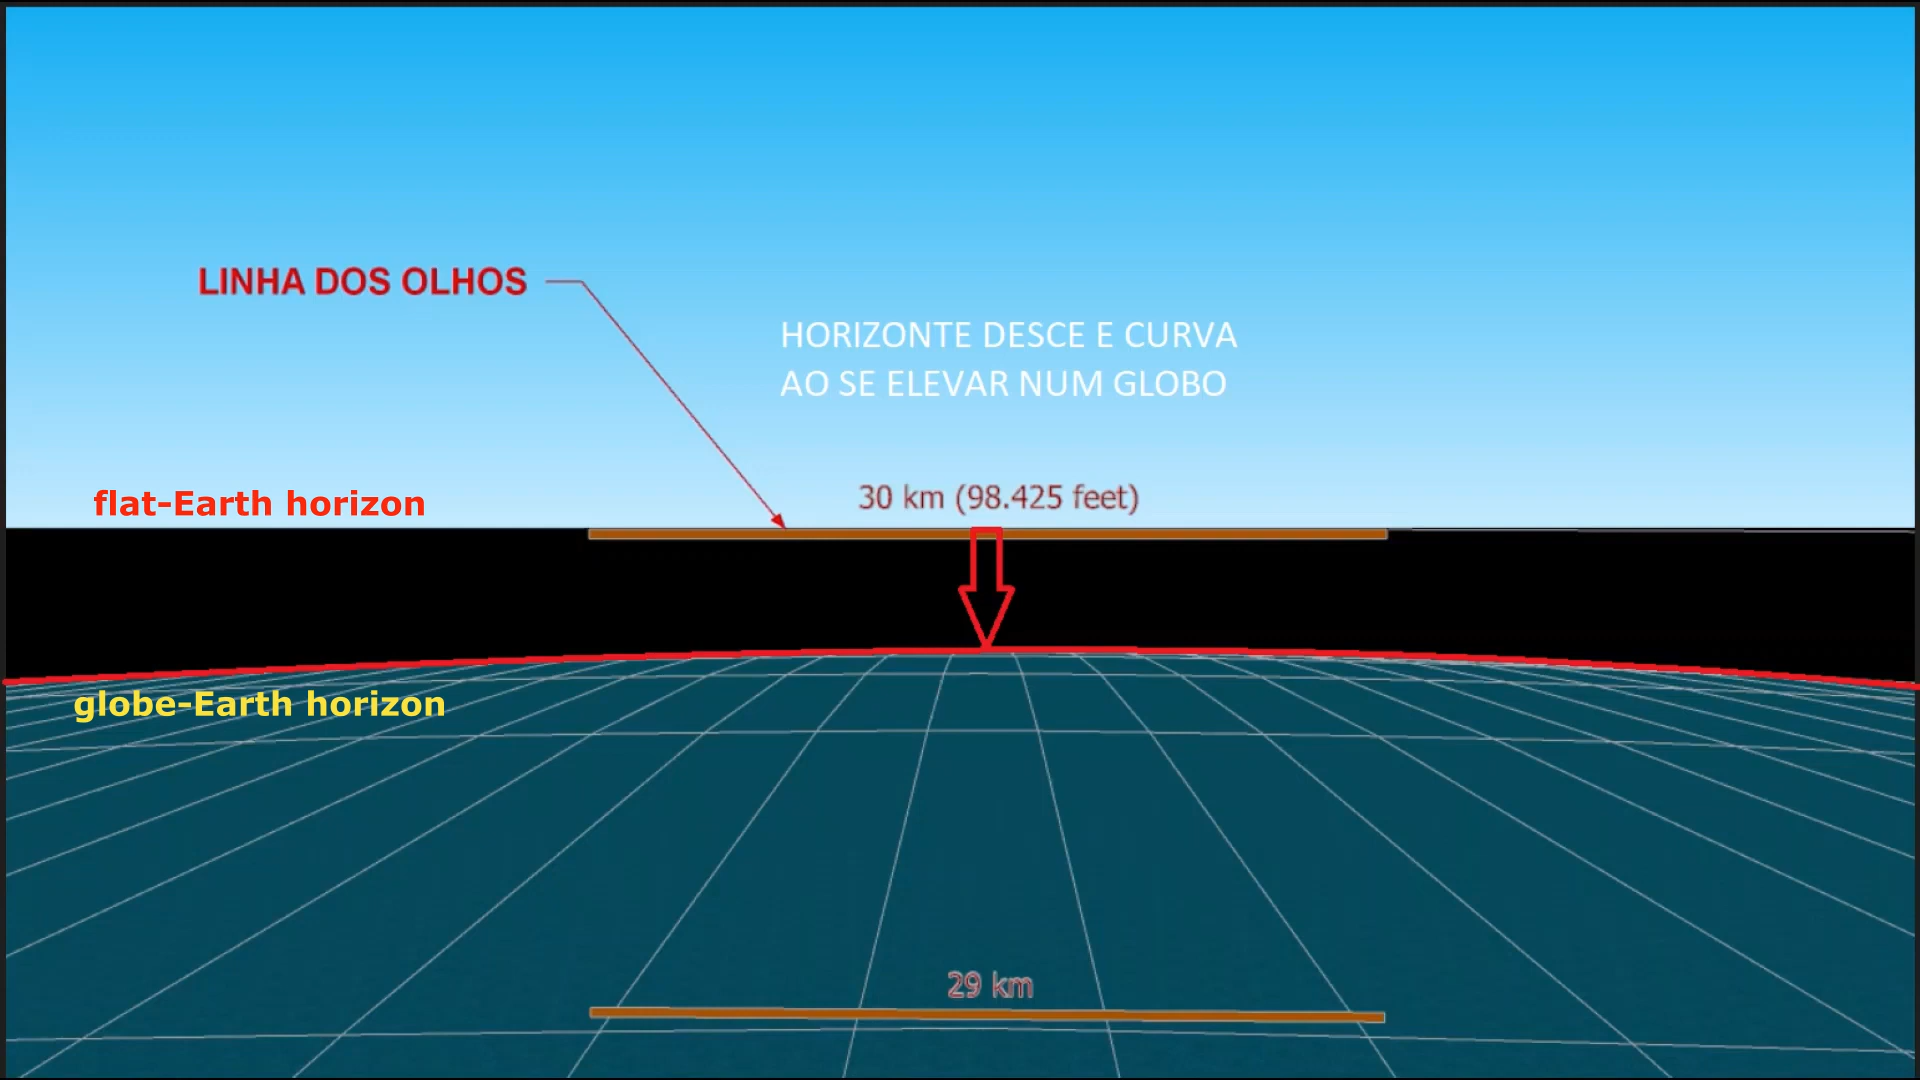 LINHA DOS OLHOS
HORIZONTE DESCE E CURVA
AO SE ELEVAR NUM GLOBO
flat-Earth horizon
30 km (98.425 feet)
globe-Earth horizon
29 km